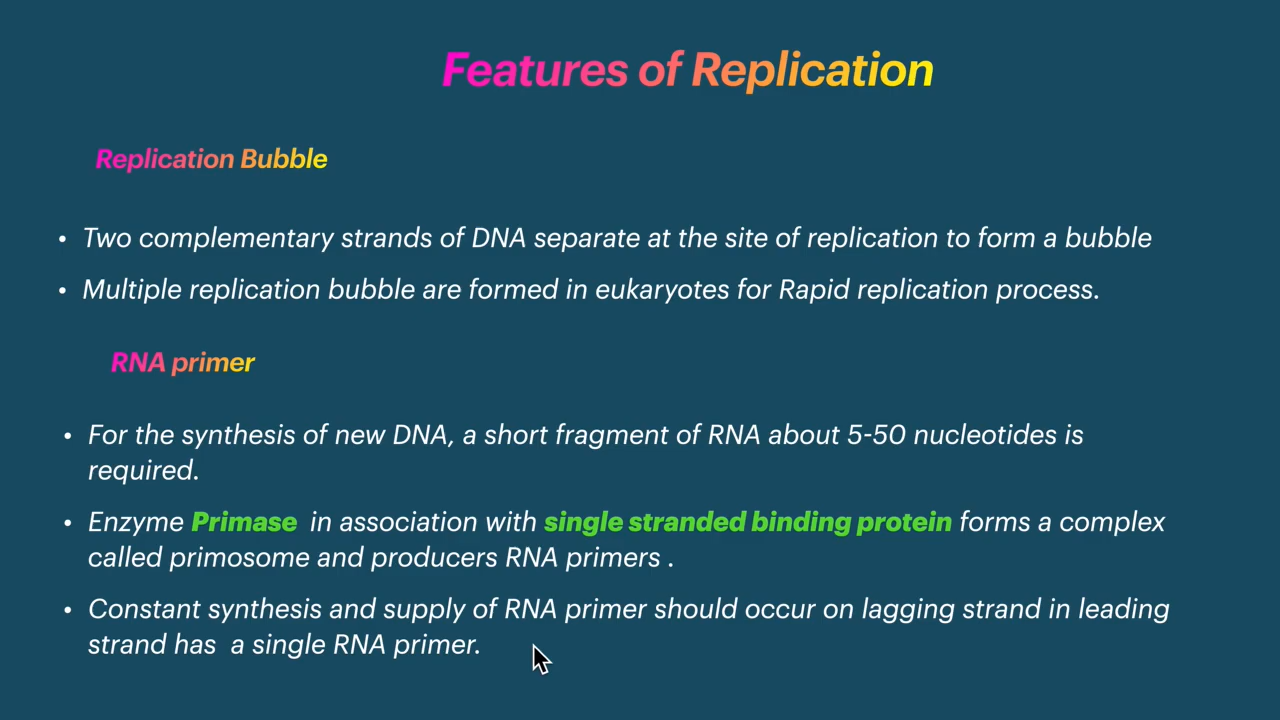 Features of Replication
Replication Bubble
• Two complementary strands of DNA separate at the site of replication to form a bubble
• Multiple replication bubble are formed in eukaryotes for Rapid replication process.
RNA primer
• For the synthesis of new DNA, a short fragment of RNA about 5-50 nucleotides is
required.
• Enzyme Primase in association with single stranded binding protein forms a complex
called primosome and producers RNA primers .
• Constant synthesis and supply of RNA primer should occur on lagging strand in leading
strand has a single RNA primer.